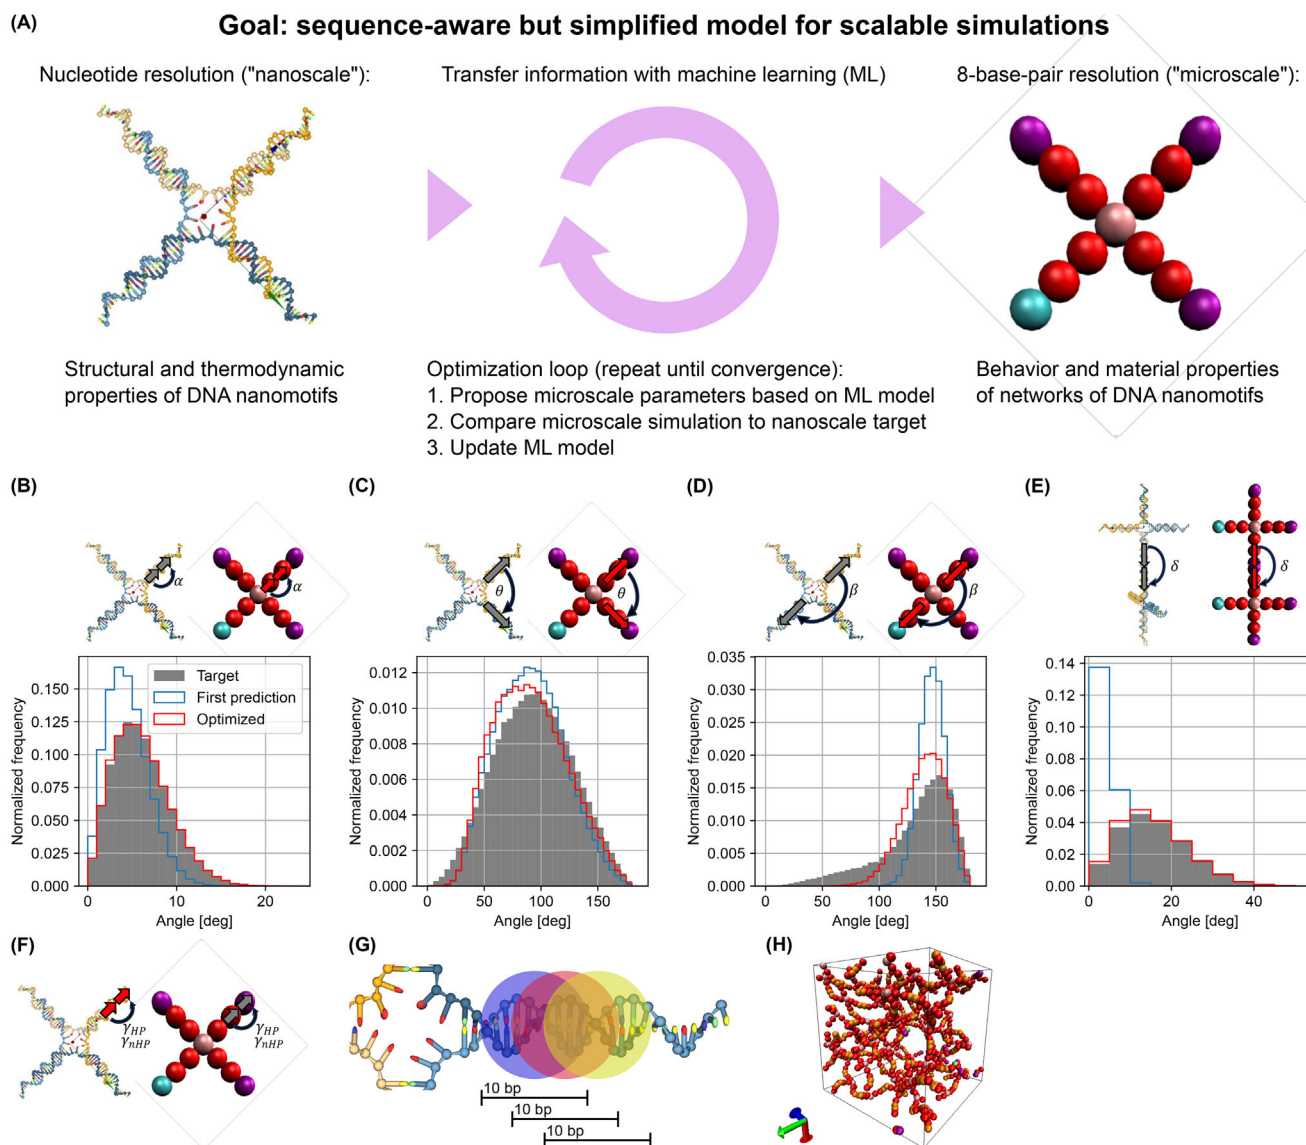 (A)
Goal: sequence-aware but simplified model for scalable simulations
Nucleotide resolution ("nanoscale"):
Transfer information with machine learning (ML)
8-base-pair resolution ("microscale"):
Structural and thermodynamic
properties of DNA nanomotifs
Optimization loop (repeat until convergence):
1. Propose microscale parameters based on ML model
2. Compare microscale simulation to nanoscale target
3. Update ML model
Behavior and material properties
of networks of DNA nanomotifs
(B)
α
α
Normalized frequency
0.150
0.125
0.100
0.075
0.050
0.025
0.000
Target
First prediction
Optimized
0
10
20
Angle [deg]
(C)
θ
θ
Normalized frequency
0.012
0.010
0.008
0.006
0.004
0.002
0.000
0
50
100
150
Angle [deg]
(D)
β
β
Normalized frequency
0.035
0.030
0.025
0.020
0.015
0.010
0.005
0.000
0
50
100
150
Angle [deg]
(E)
δ
δ
Normalized frequency
0.14
0.12
0.10
0.08
0.06
0.04
0.02
0.00
0
20
40
Angle [deg]
(F)
γHP
γnHP
γHP
γnHP
(G)
10 bp
10 bp
10 bp
(H)